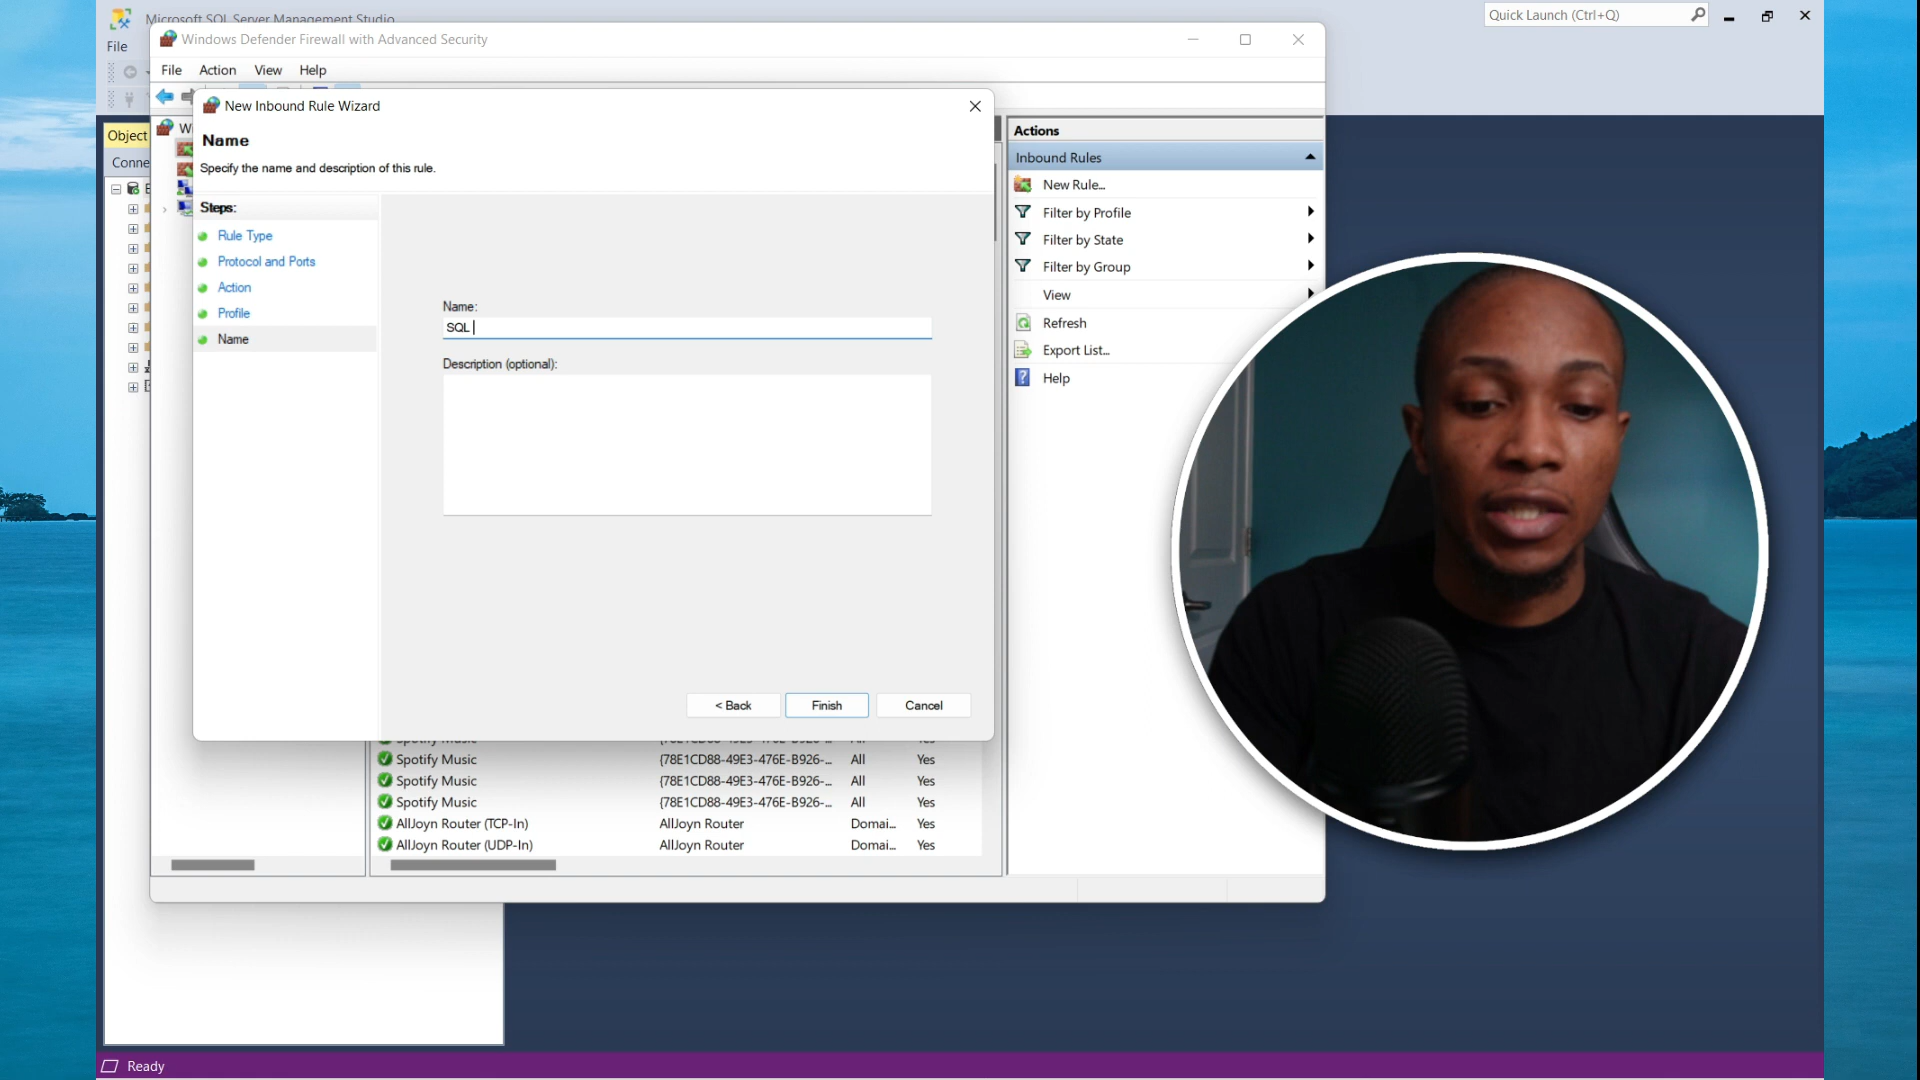 Microsoft SQL Server Management Studio
Quick Launch (Ctrl+Q)
File
Windows Defender Firewall with Advanced Security
File Action View Help
New Inbound Rule Wizard
Name
Specify the name and description of this rule.
Steps:
Rule Type
Protocol and Ports
Action
Profile
Name
Name:
SQL
Description (optional):
< Back
Finish
Cancel
Object
Conne
Actions
Inbound Rules
New Rule...
Filter by Profile
Filter by State
Filter by Group
View
Refresh
Export List...
Help
Spotify Music {78E1CD88-49E3-476E-B926-... All Yes
Spotify Music {78E1CD88-49E3-476E-B926-... All Yes
Spotify Music {78E1CD88-49E3-476E-B926-... All Yes
AllJoyn Router (TCP-In) AllJoyn Router Domai... Yes
AllJoyn Router (UDP-In) AllJoyn Router Domai... Yes
Ready